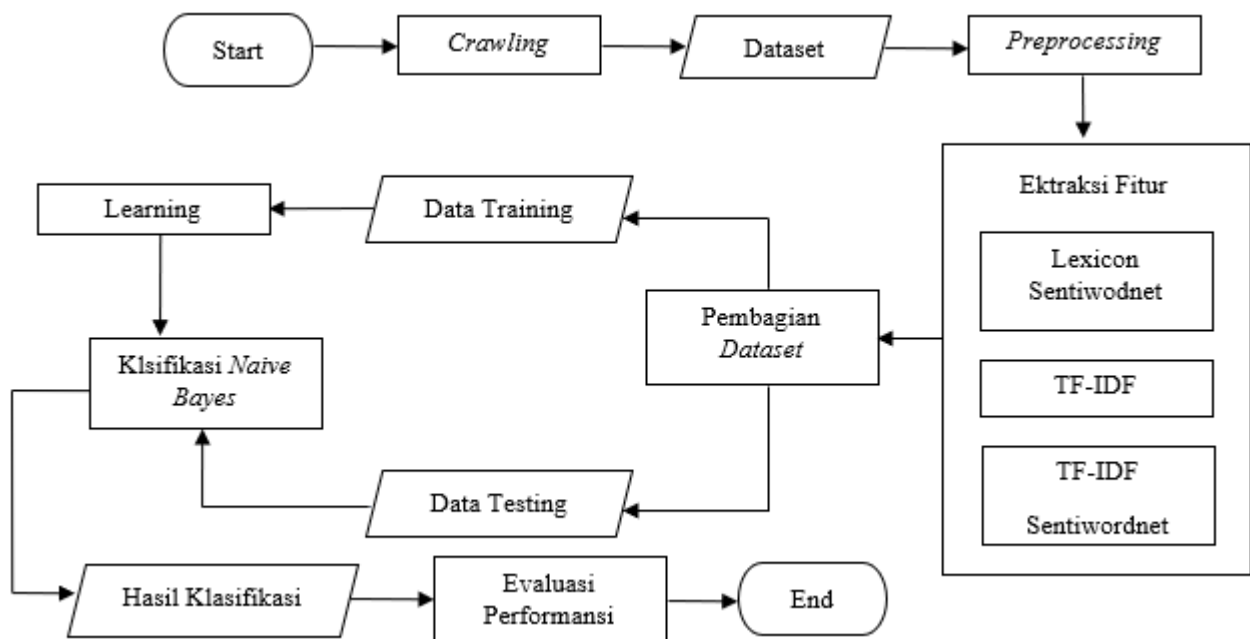 Start
Crawling
Dataset
Preprocessing
Ektraksi Fitur
Lexicon
Sentiwodnet
TF-IDF
TF-IDF
Sentiwordnet
Pembagian
Dataset
Data Training
Learning
Data Testing
Klsifikasi Naive
Bayes
Hasil Klasifikasi
Evaluasi
Performansi
End